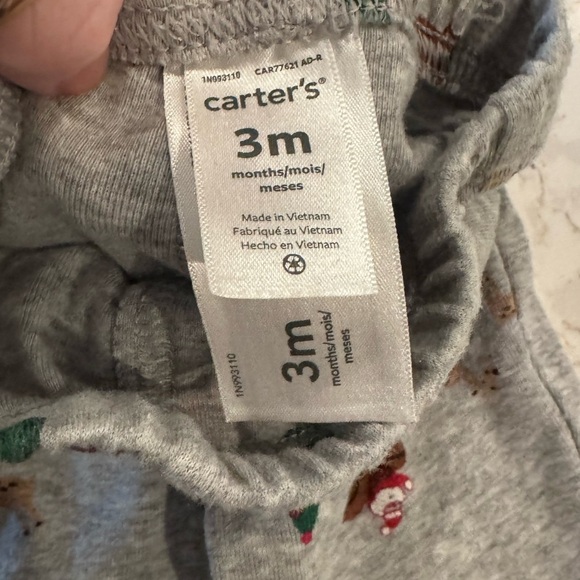 1N993110 CAR77621 AD-R
carter's®
3m
months/mois/
meses
Made in Vietnam
Fabriqué au Vietnam
Hecho en Vietnam
3m
months/mois/
meses
1N993110